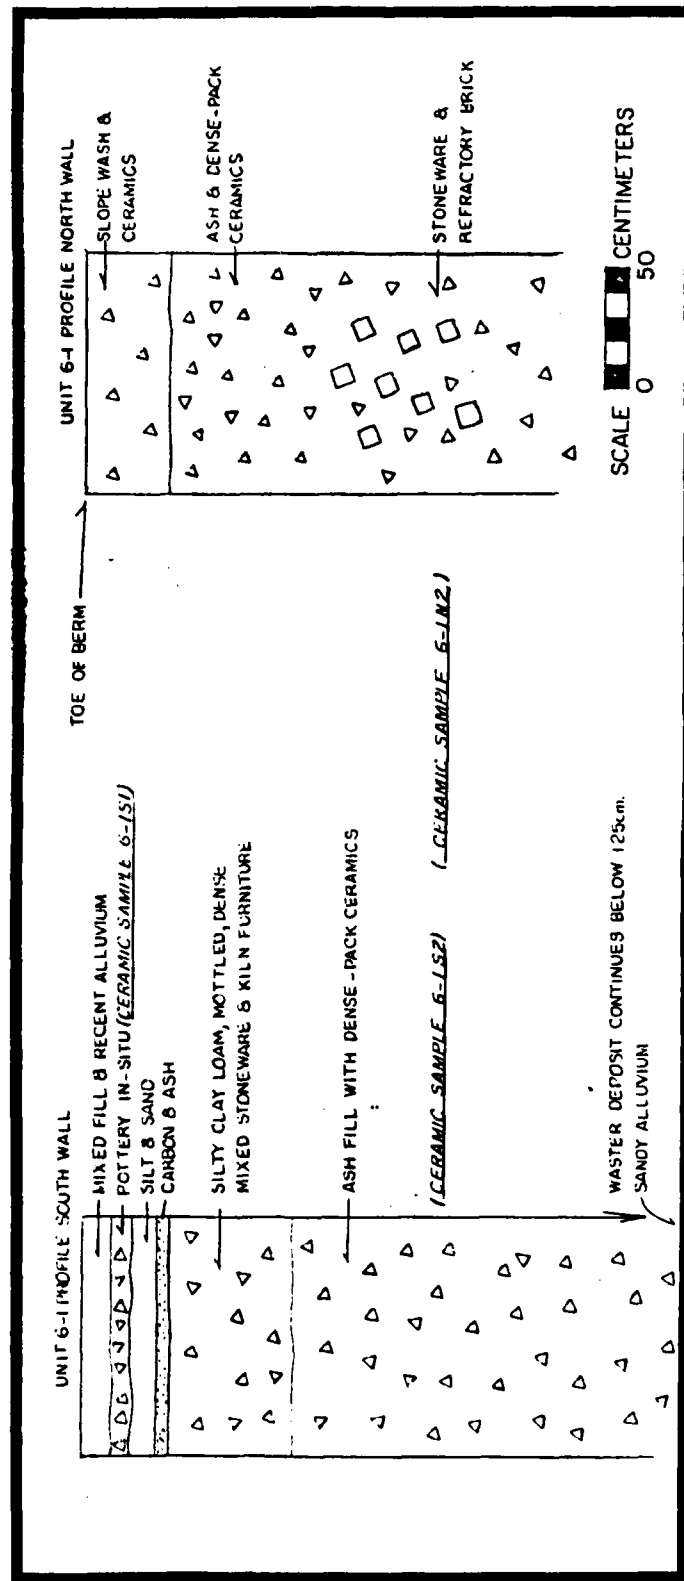 UNIT 6-1 PROFILE SOUTH WALL
MIXED FILL & RECENT ALLUVIUM
POTTERY IN-SITU (CERAMIC SAMPLE 6-1S1)
SILT & SAND
CARBON & ASH
SILTY CLAY LOAM, MOTTLED, DENSE
MIXED STONEWARE & KILN FURNITURE
ASH FILL WITH DENSE-PACK CERAMICS
(CERAMIC SAMPLE 6-1S2)
(CERAMIC SAMPLE 6-1N2)
WASTER DEPOSIT CONTINUES BELOW 125cm.
SANDY ALLUVIUM
TOE OF BERM
UNIT 6-1 PROFILE NORTH WALL
SLOPE WASH &
CERAMICS
ASH & DENSE-PACK
CERAMICS
STONEWARE &
REFRACTORY BRICK
SCALE CENTIMETERS
0 50